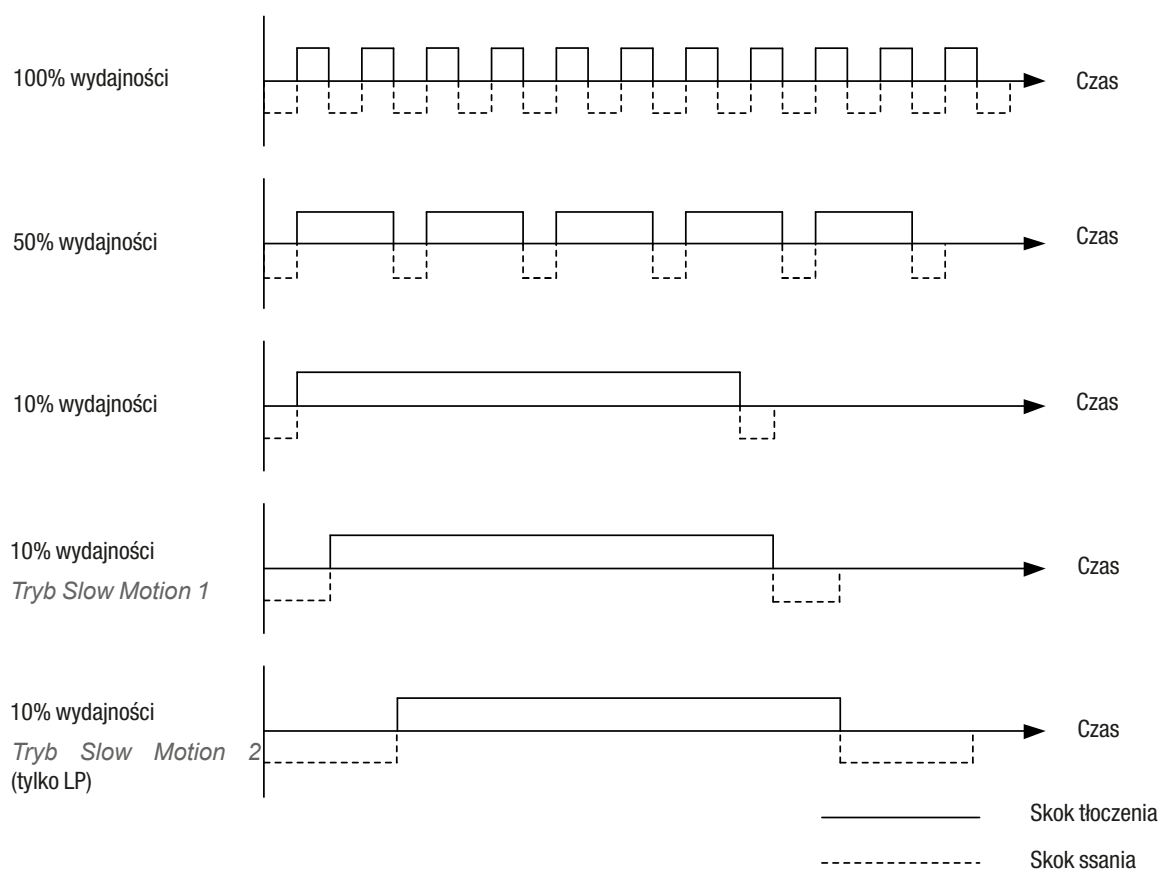 100% wydajności
Czas
50% wydajności
Czas
10% wydajności
Czas
10% wydajności
Tryb Slow Motion 1
Czas
10% wydajności
Tryb Slow Motion 2
(tylko LP)
Czas
Skok tłoczenia
Skok ssania